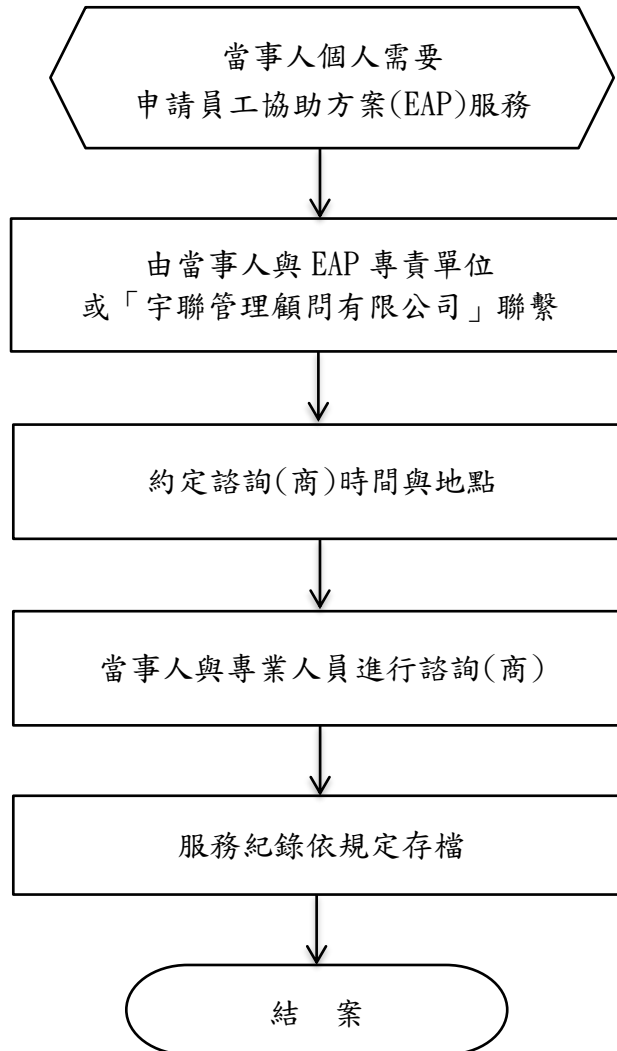 當事人個人需要
申請員工協助方案(EAP)服務
由當事人與 EAP 專責單位
或「宇聯管理顧問有限公司」聯繫
約定諮詢(商)時間與地點
當事人與專業人員進行諮詢(商)
服務紀錄依規定存檔
結 案